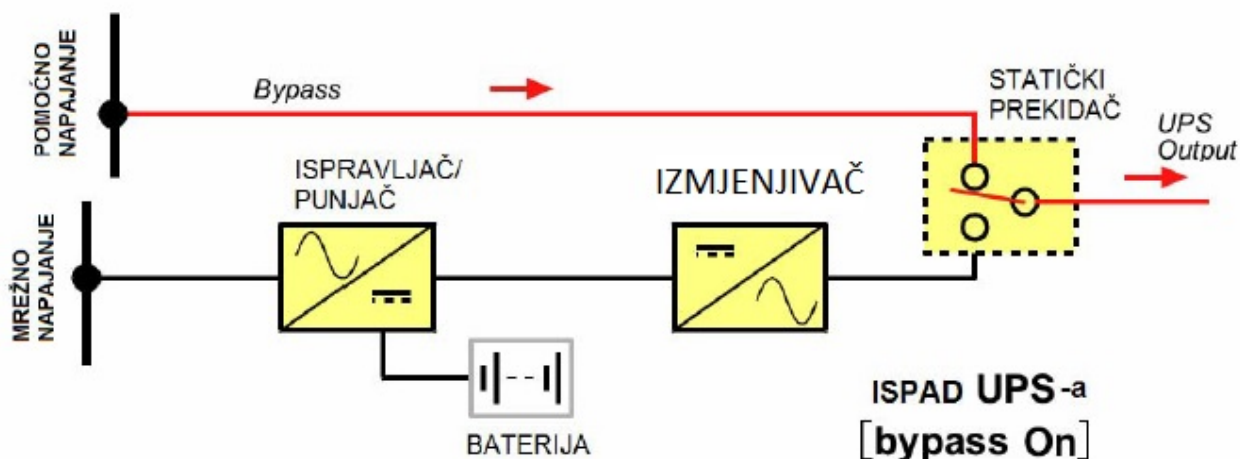 POMOĆNO
NAPAJANJE
Bypass
STATIČKI
PREKIDAČ
UPS
Output
ISPRAVLJAČ/
PUNJAČ
IZMJENJIVAČ
MREŽNO
NAPAJANJE
BATERIJA
ISPAD UPS-a
[bypass On]